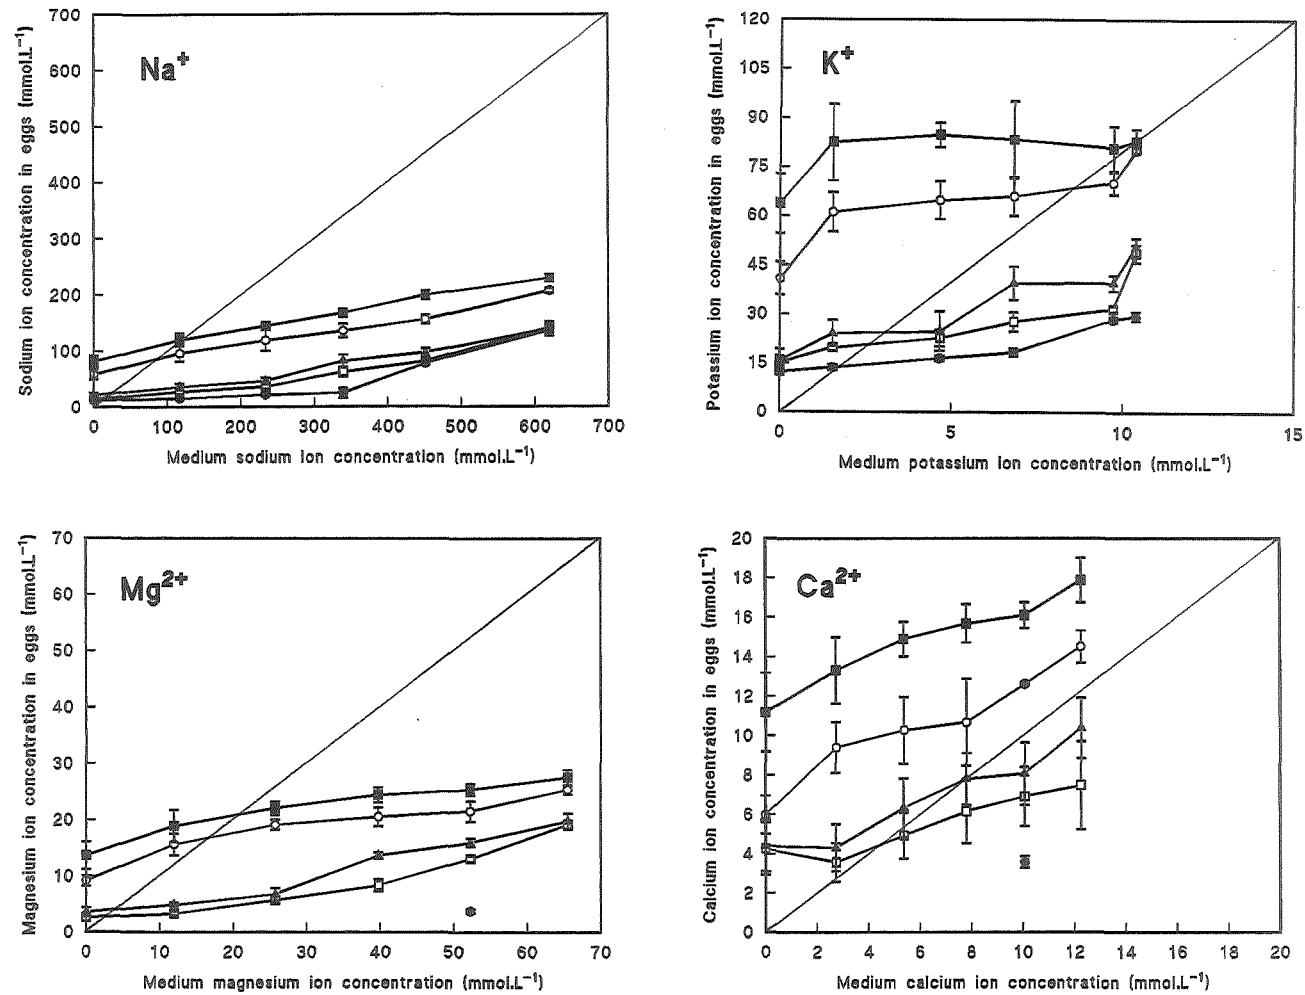 Na+
Sodium ion concentration in eggs (mmol.L−1)
700
600
500
400
300
200
100
0
0 100 200 300 400 500 600 700
Medium sodium ion concentration (mmol.L−1)
K+
Potassium ion concentration in eggs (mmol.L−1)
120
105
90
75
60
45
30
15
0
0 5 10 15
Medium potassium ion concentration (mmol.L−1)
Mg2+
Magnesium ion concentration in eggs (mmol.L−1)
70
60
50
40
30
20
10
0
0 10 20 30 40 50 60 70
Medium magnesium ion concentration (mmol.L−1)
Ca2+
Calcium ion concentration in eggs (mmol.L−1)
20
18
16
14
12
10
8
6
4
2
0
0 2 4 6 8 10 12 14 16 18 20
Medium calcium ion concentration (mmol.L−1)